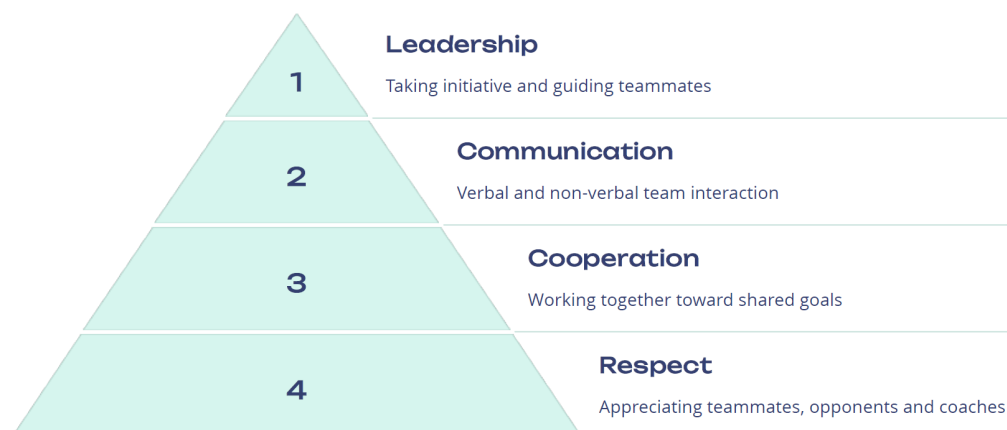 1
Leadership
Taking initiative and guiding teammates
2
Communication
Verbal and non-verbal team interaction
3
Cooperation
Working together toward shared goals
4
Respect
Appreciating teammates, opponents and coaches